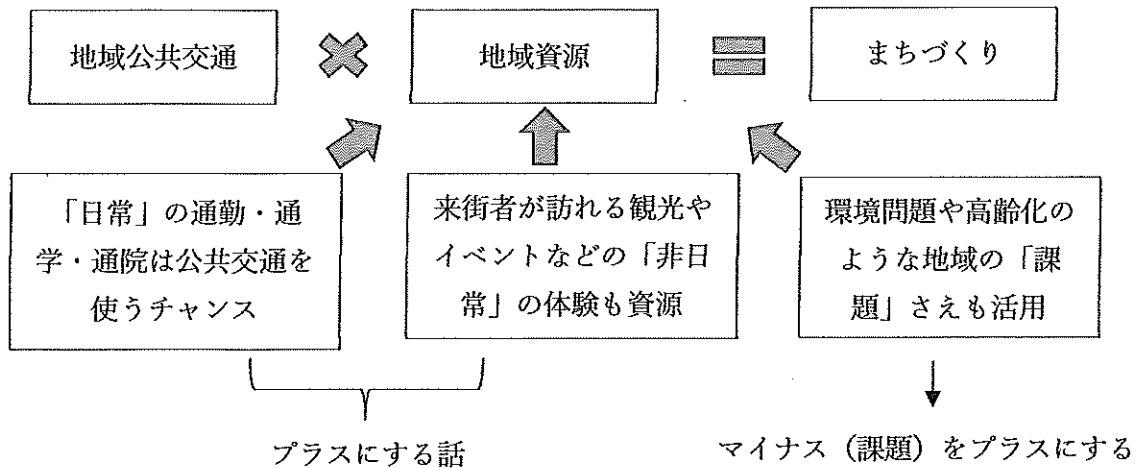 地域公共交通
地域資源
まちづくり
「日常」の通勤・通
学・通院は公共交通を
使うチャンス
来街者が訪れる観光や
イベントなどの「非日
常」の体験も資源
環境問題や高齢化の
ような地域の「課
題」さえも活用
プラスにする話
マイナス（課題）をプラスにする